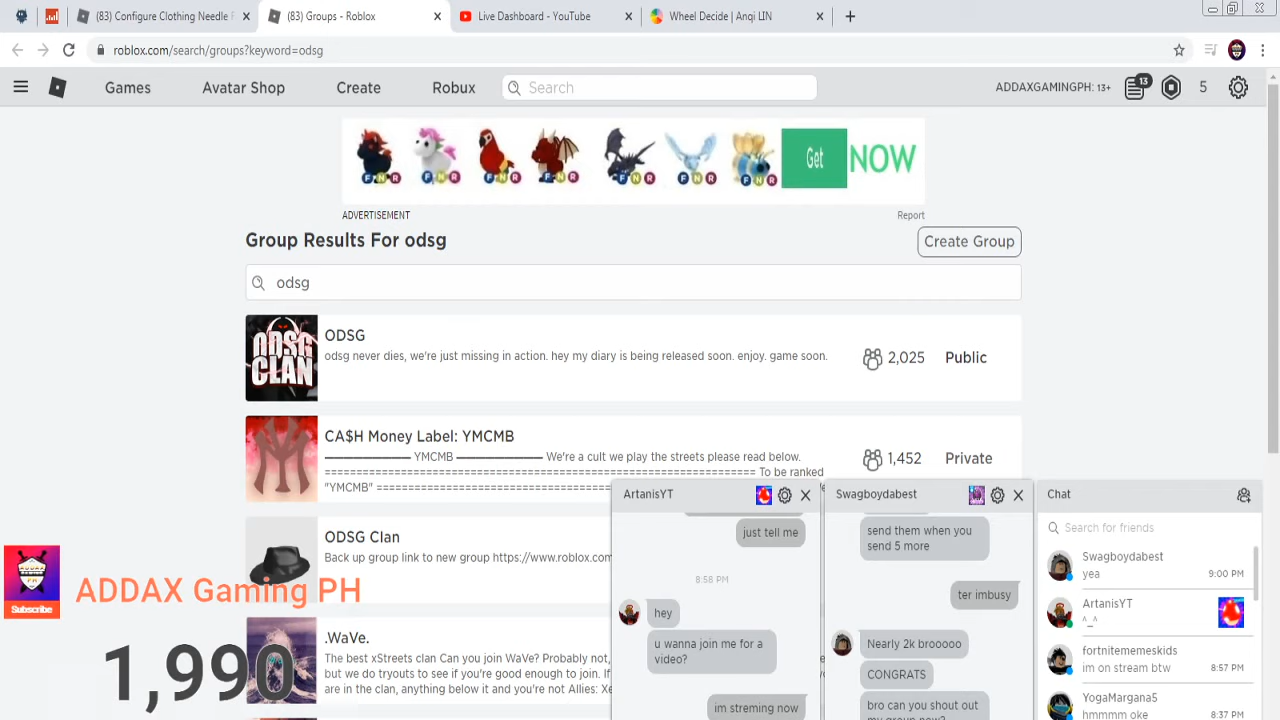 (83) Configure Clothing Needle F
(83) Groups - Roblox
Live Dashboard - YouTube
Wheel Decide | Anqi LIN
roblox.com/search/groups?keyword=odsg
Games
Avatar Shop
Create
Robux
Search
ADDAXGAMINGPH: 13+
13
5
F N R
F N R
F N R
F N R
F N R
F N R
F N R
Get
NOW
ADVERTISEMENT
Report
Group Results For odsg
Create Group
odsg
ODSG CLAN
ODSG
odsg never dies, we're just missing in action. hey my diary is being released soon. enjoy. game soon.
2,025
Public
CA$H Money Label: YMCMB
YMCMB We're a cult we play the streets please read below.
To be ranked
"YMCMB"
1,452
Private
ODSG Clan
Back up group link to new group https://www.roblox.com
.WaVe.
The best xStreets clan Can you join WaVe? Probably not,
but we do tryouts to see if you're good enough to join. If
are in the clan, anything below it and you're not Allies: Xe
Subscribe
ADDAX Gaming PH
1,990
ArtanisYT
just tell me
8:58 PM
hey
u wanna join me for a
video?
im streming now
Swagboydabest
send them when you
send 5 more
ter imbusy
Nearly 2k brooooo
CONGRATS
bro can you shout out
my group now?
Chat
Search for friends
Swagboydabest
yea
9:00 PM
ArtanisYT
^_^
fortnitememeskids
im on stream btw
8:57 PM
YogaMargana5
hmmmm oke
8:37 PM